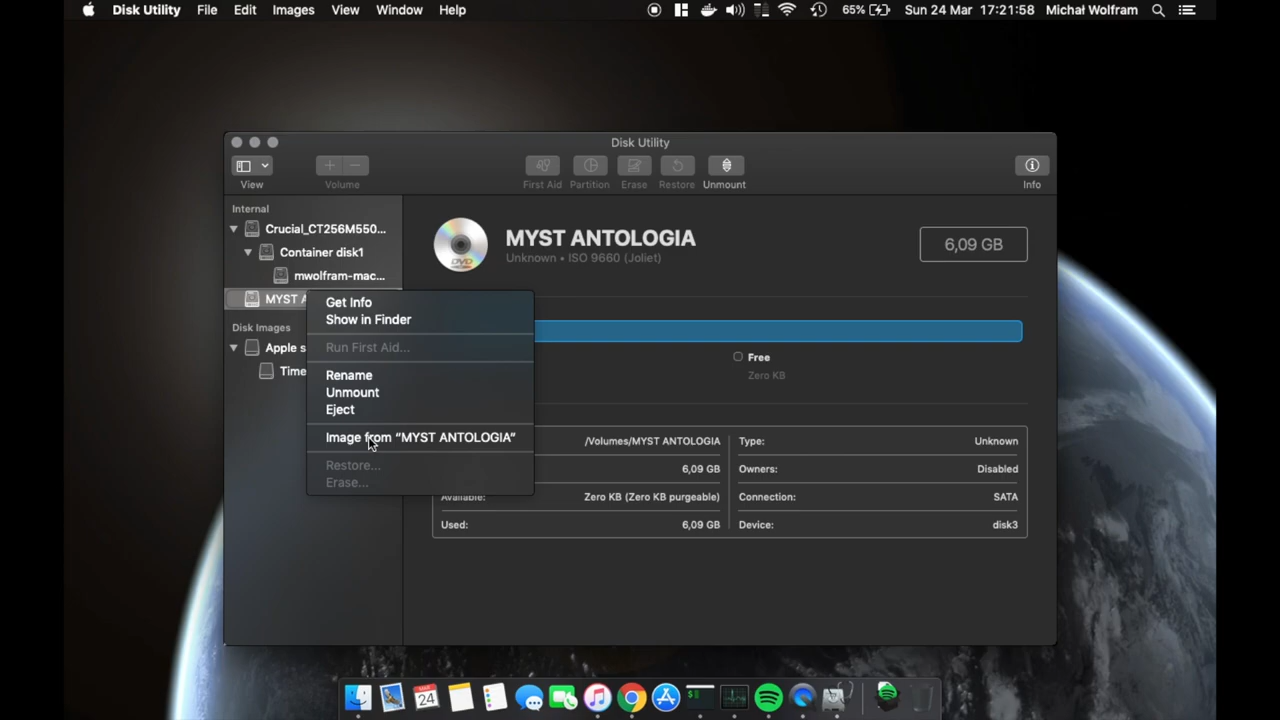 Disk Utility File Edit Images View Window Help 65% Sun 24 Mar 17:21:58 Michał Wolfram
Disk Utility
View Volume First Aid Partition Erase Restore Unmount Info
Internal
Crucial_CT256M550...
Container disk1
mwolfram-mac...
MYST A
Disk Images
Apple s
Time
Get Info
Show in Finder
Run First Aid...
Rename
Unmount
Eject
Image from “MYST ANTOLOGIA”
Restore...
Erase...
MYST ANTOLOGIA
Unknown • ISO 9660 (Joliet)
6,09 GB
Free
Zero KB
/Volumes/MYST ANTOLOGIA Type: Unknown
6,09 GB Owners: Disabled
Available: Zero KB (Zero KB purgeable) Connection: SATA
Used: 6,09 GB Device: disk3
DVD
24